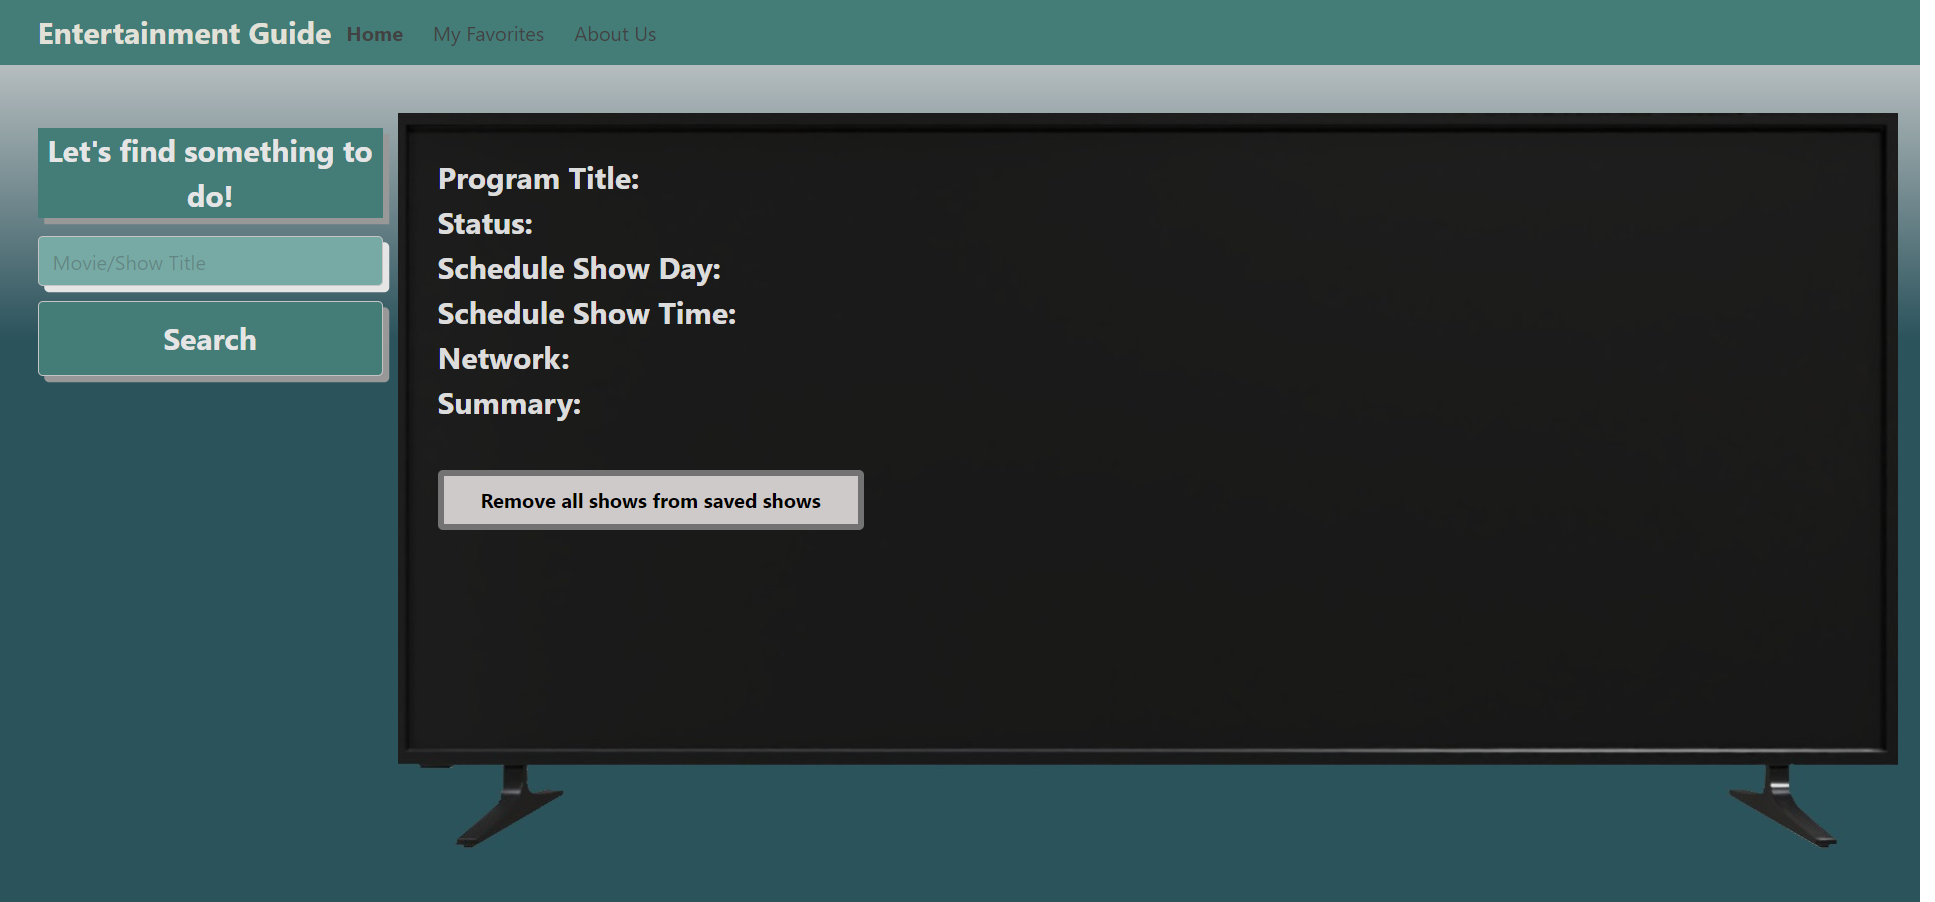 Entertainment Guide Home My Favorites About Us
Let's find something to
do!
Movie/Show Title
Search
Program Title:
Status:
Schedule Show Day:
Schedule Show Time:
Network:
Summary:
Remove all shows from saved shows